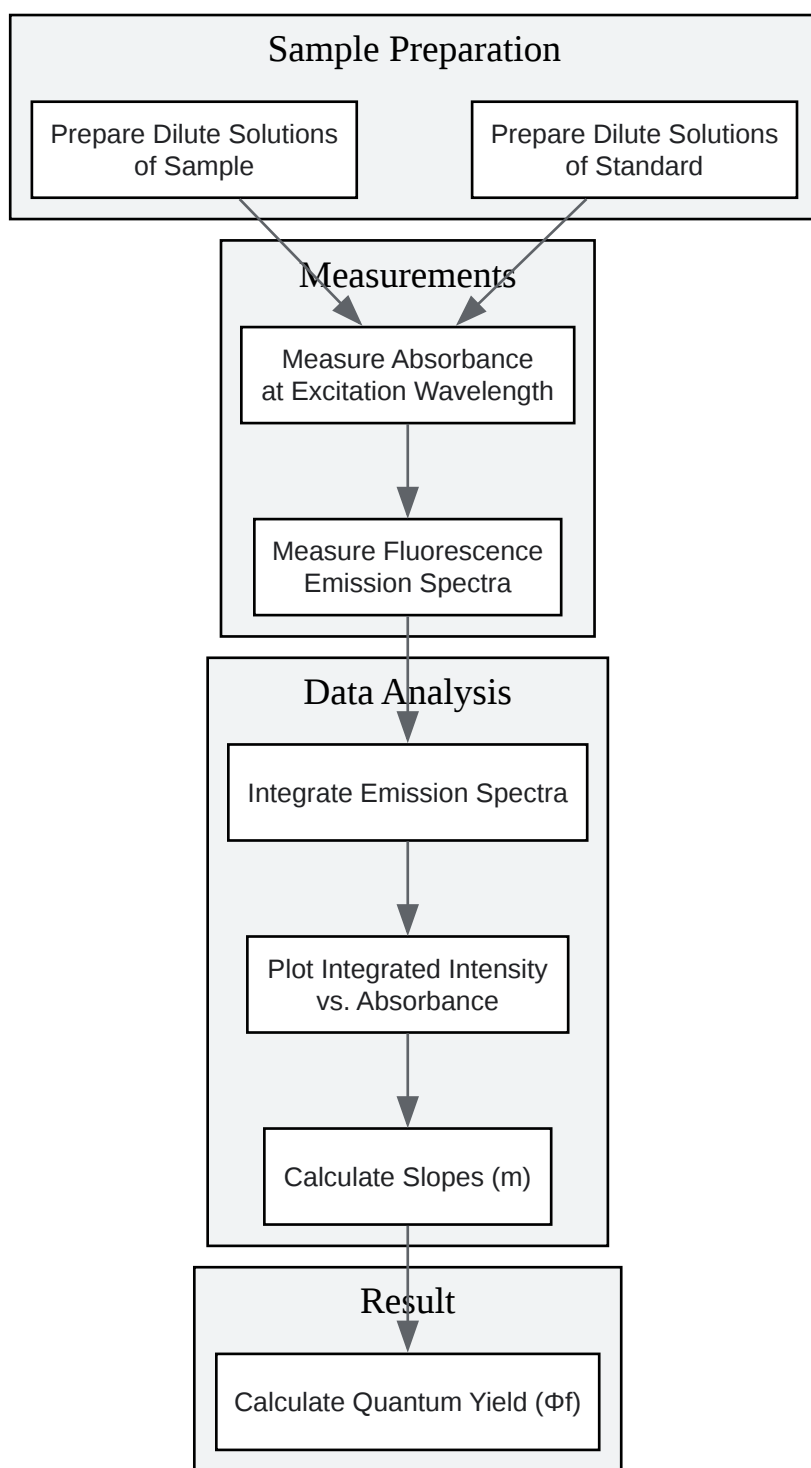 Sample Preparation
Prepare Dilute Solutions
of Sample
Prepare Dilute Solutions
of Standard
Measurements
Measure Absorbance
at Excitation Wavelength
Measure Fluorescence
Emission Spectra
Data Analysis
Integrate Emission Spectra
Plot Integrated Intensity
vs. Absorbance
Calculate Slopes (m)
Result
Calculate Quantum Yield (Φf)